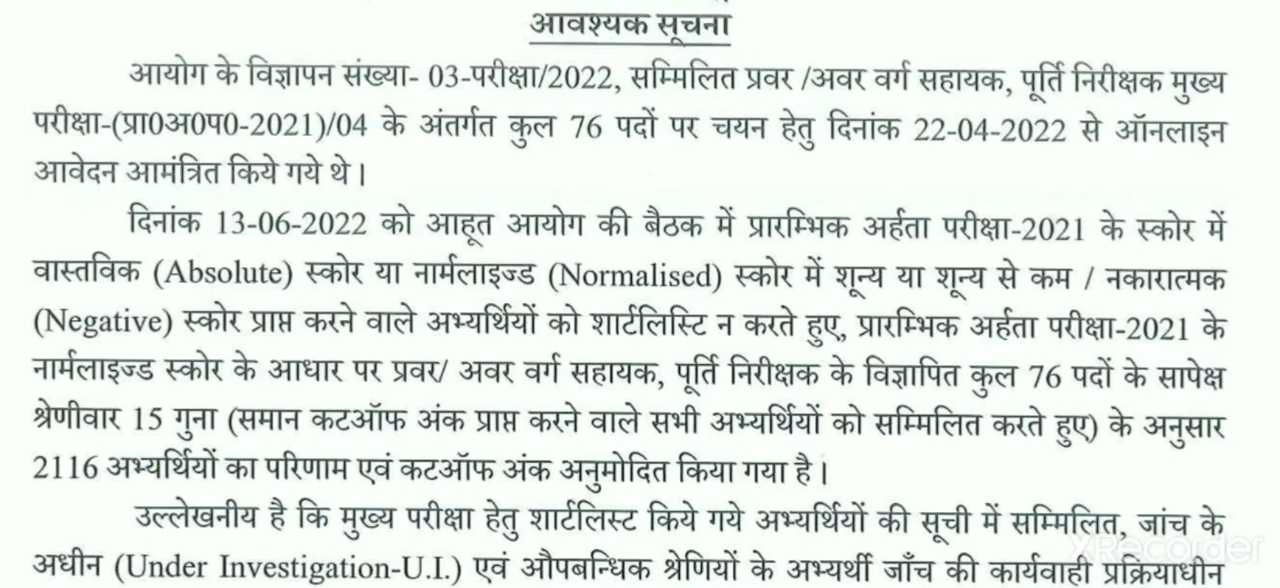 आवश्यक सूचना
आयोग के विज्ञापन संख्या- 03-परीक्षा/2022, सम्मिलित प्रवर /अवर वर्ग सहायक, पूर्ति निरीक्षक मुख्य
परीक्षा-(प्रा0अ0प0-2021)/04 के अंतर्गत कुल 76 पदों पर चयन हेतु दिनांक 22-04-2022 से ऑनलाइन
आवेदन आमंत्रित किये गये थे।
दिनांक 13-06-2022 को आहूत आयोग की बैठक में प्रारम्भिक अर्हता परीक्षा-2021 के स्कोर में
वास्तविक (Absolute) स्कोर या नार्मलाइज्ड (Normalised) स्कोर में शून्य या शून्य से कम / नकारात्मक
(Negative) स्कोर प्राप्त करने वाले अभ्यर्थियों को शार्टलिस्टि न करते हुए, प्रारम्भिक अर्हता परीक्षा-2021 के
नार्मलाइज्ड स्कोर के आधार पर प्रवर/ अवर वर्ग सहायक, पूर्ति निरीक्षक के विज्ञापित कुल 76 पदों के सापेक्ष
श्रेणीवार 15 गुना (समान कटऑफ अंक प्राप्त करने वाले सभी अभ्यर्थियों को सम्मिलित करते हुए) के अनुसार
2116 अभ्यर्थियों का परिणाम एवं कटऑफ अंक अनुमोदित किया गया है।
उल्लेखनीय है कि मुख्य परीक्षा हेतु शार्टलिस्ट किये गये अभ्यर्थियों की सूची में सम्मिलित, जांच के
अधीन (Under Investigation-U.I.) एवं औपबन्धिक श्रेणियों के अभ्यर्थी जाँच की कार्यवाही प्रक्रियाधीन
XRecorder